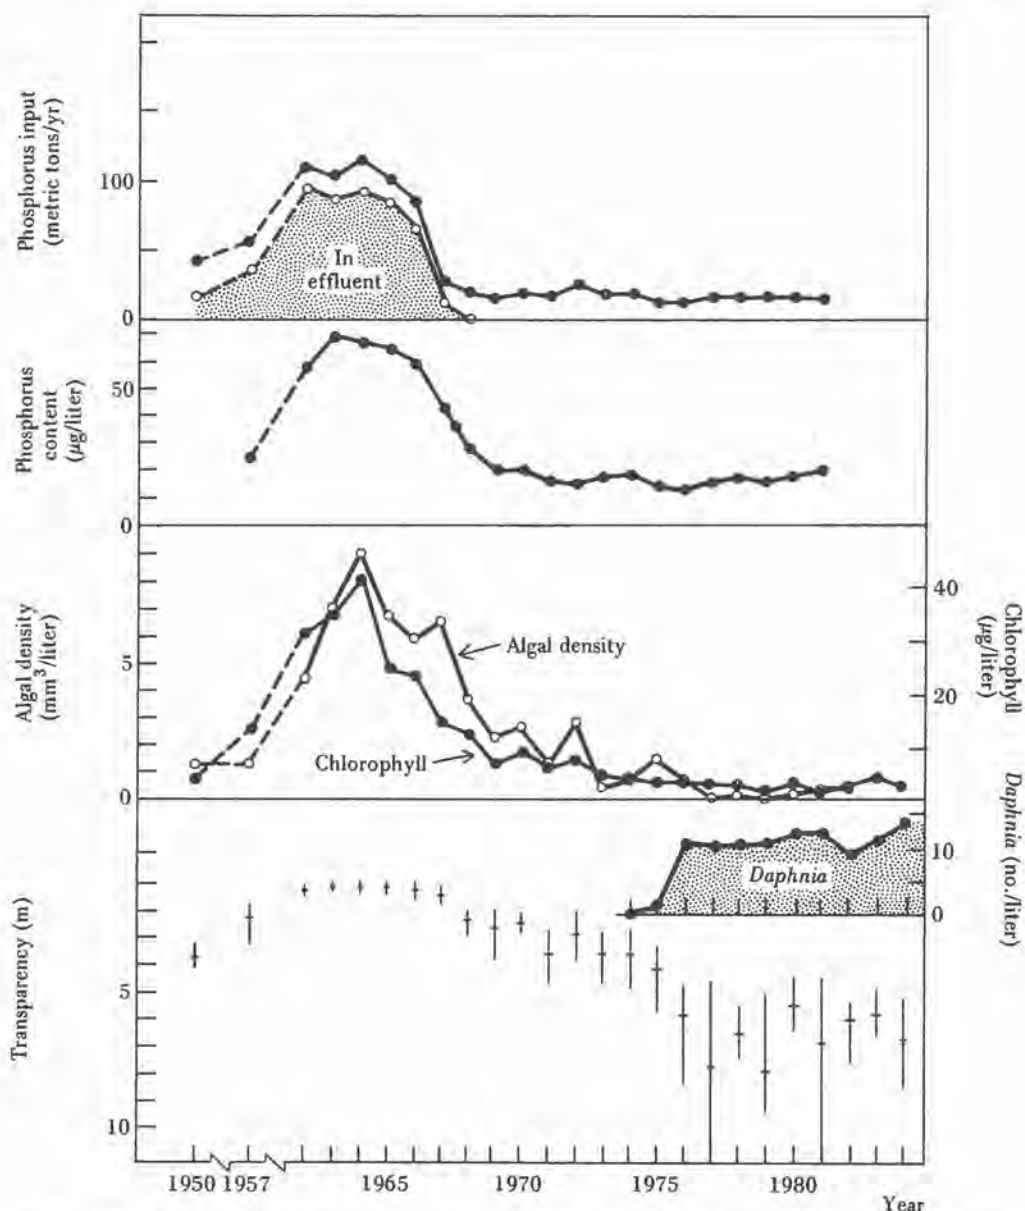 Phosphorus input
(metric tons/yr)
100
0
In
effluent
Phosphorus
content
(μg/liter)
50
0
Algal density
(mm³/liter)
5
0
Algal density
Chlorophyll
40
20
Chlorophyll
(μg/liter)
Daphnia
10
0
Daphnia (no./liter)
Transparency (m)
5
10
1950 1957 1965 1970 1975 1980
Year